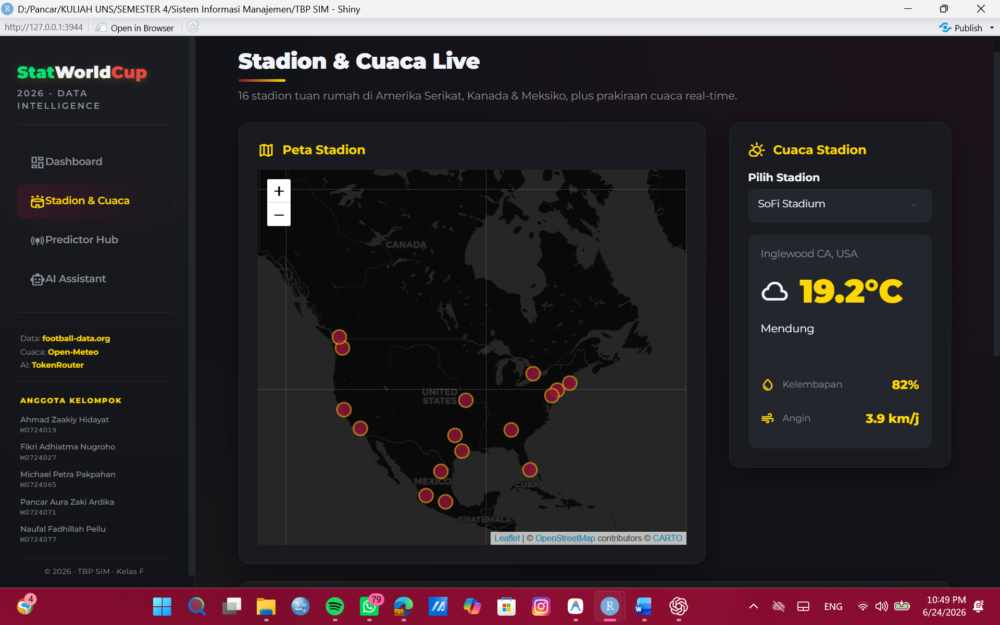 D:/Pancar/KULIAH UNS/SEMESTER 4/Sistem Informasi Manajemen/TBP SIM - Shiny
http://127.0.0.1:3944
Open in Browser
Publish
StatWorldCup
2026 - DATA
INTELLIGENCE
Dashboard
Stadion & Cuaca
Predictor Hub
AI Assistant
Data: football-data.org
Cuaca: Open-Meteo
AI: TokenRouter
ANGGOTA KELOMPOK
Ahmad Zaakiy Hidayat
M0724019
Fikri Adhiatma Nugroho
M0724027
Michael Petra Pakpahan
M0724065
Pancar Aura Zaki Ardika
M0724071
Naufal Fadhillah Pellu
M0724077
© 2026 · TBP SIM · Kelas F
Stadion & Cuaca Live
16 stadion tuan rumah di Amerika Serikat, Kanada & Meksiko, plus prakiraan cuaca real-time.
Peta Stadion
+
−
CANADA
UNITED
STATES
MEXICO
CUBA
GUATEMALA
Leaflet | © OpenStreetMap contributors © CARTO
Cuaca Stadion
Pilih Stadion
SoFi Stadium
Inglewood CA, USA
19.2°C
Mendung
Kelembapan 82%
Angin 3.9 km/j
4
79
ENG
10:49 PM
6/24/2026